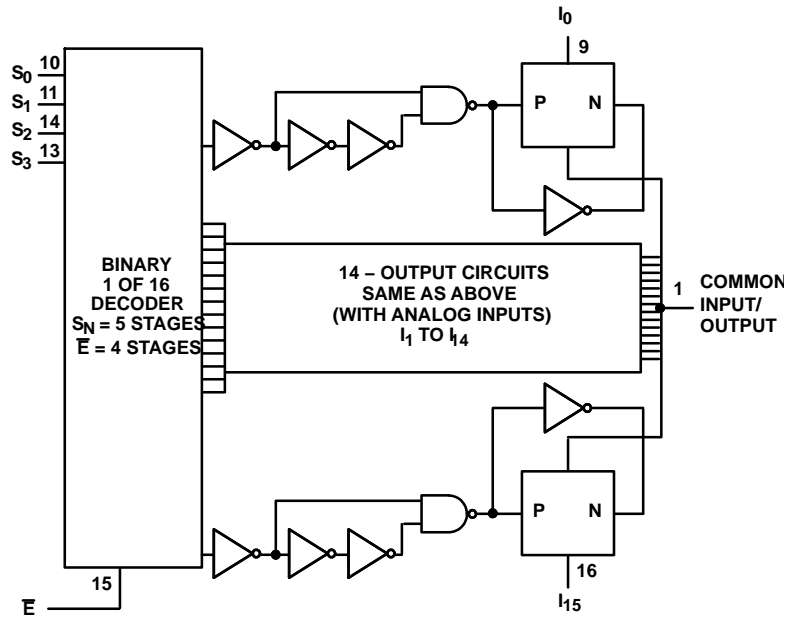 I0
9
10
S0
11
S1
14
S2
13
S3
P N
BINARY
1 OF 16
DECODER
SN = 5 STAGES
E̅ = 4 STAGES
14 – OUTPUT CIRCUITS
SAME AS ABOVE
(WITH ANALOG INPUTS)
I1 TO I14
1
COMMON
INPUT/
OUTPUT
P N
15
E̅
16
I15